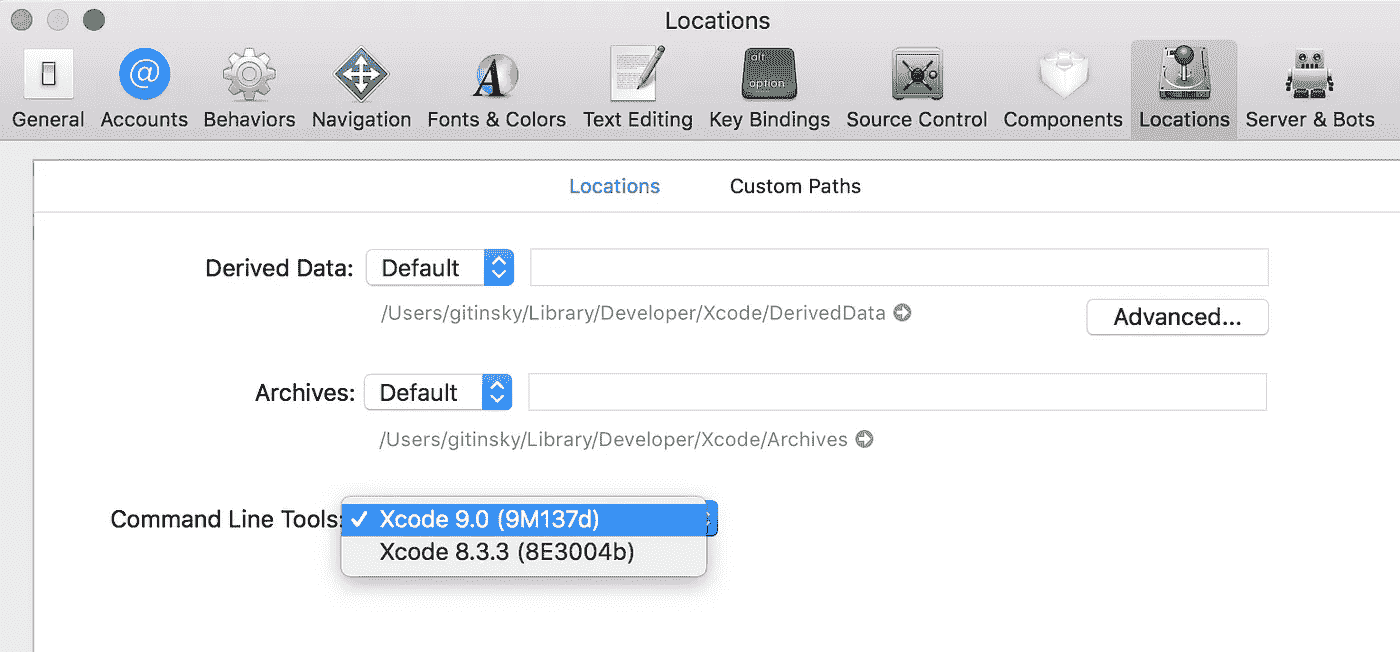 Locations
General Accounts Behaviors Navigation Fonts & Colors Text Editing Key Bindings Source Control Components Locations Server & Bots
alt
option
Locations Custom Paths
Derived Data: Default
/Users/gitinsky/Library/Developer/Xcode/DerivedData
Advanced...
Archives: Default
/Users/gitinsky/Library/Developer/Xcode/Archives
Command Line Tools: ✓ Xcode 9.0 (9M137d)
Xcode 8.3.3 (8E3004b)